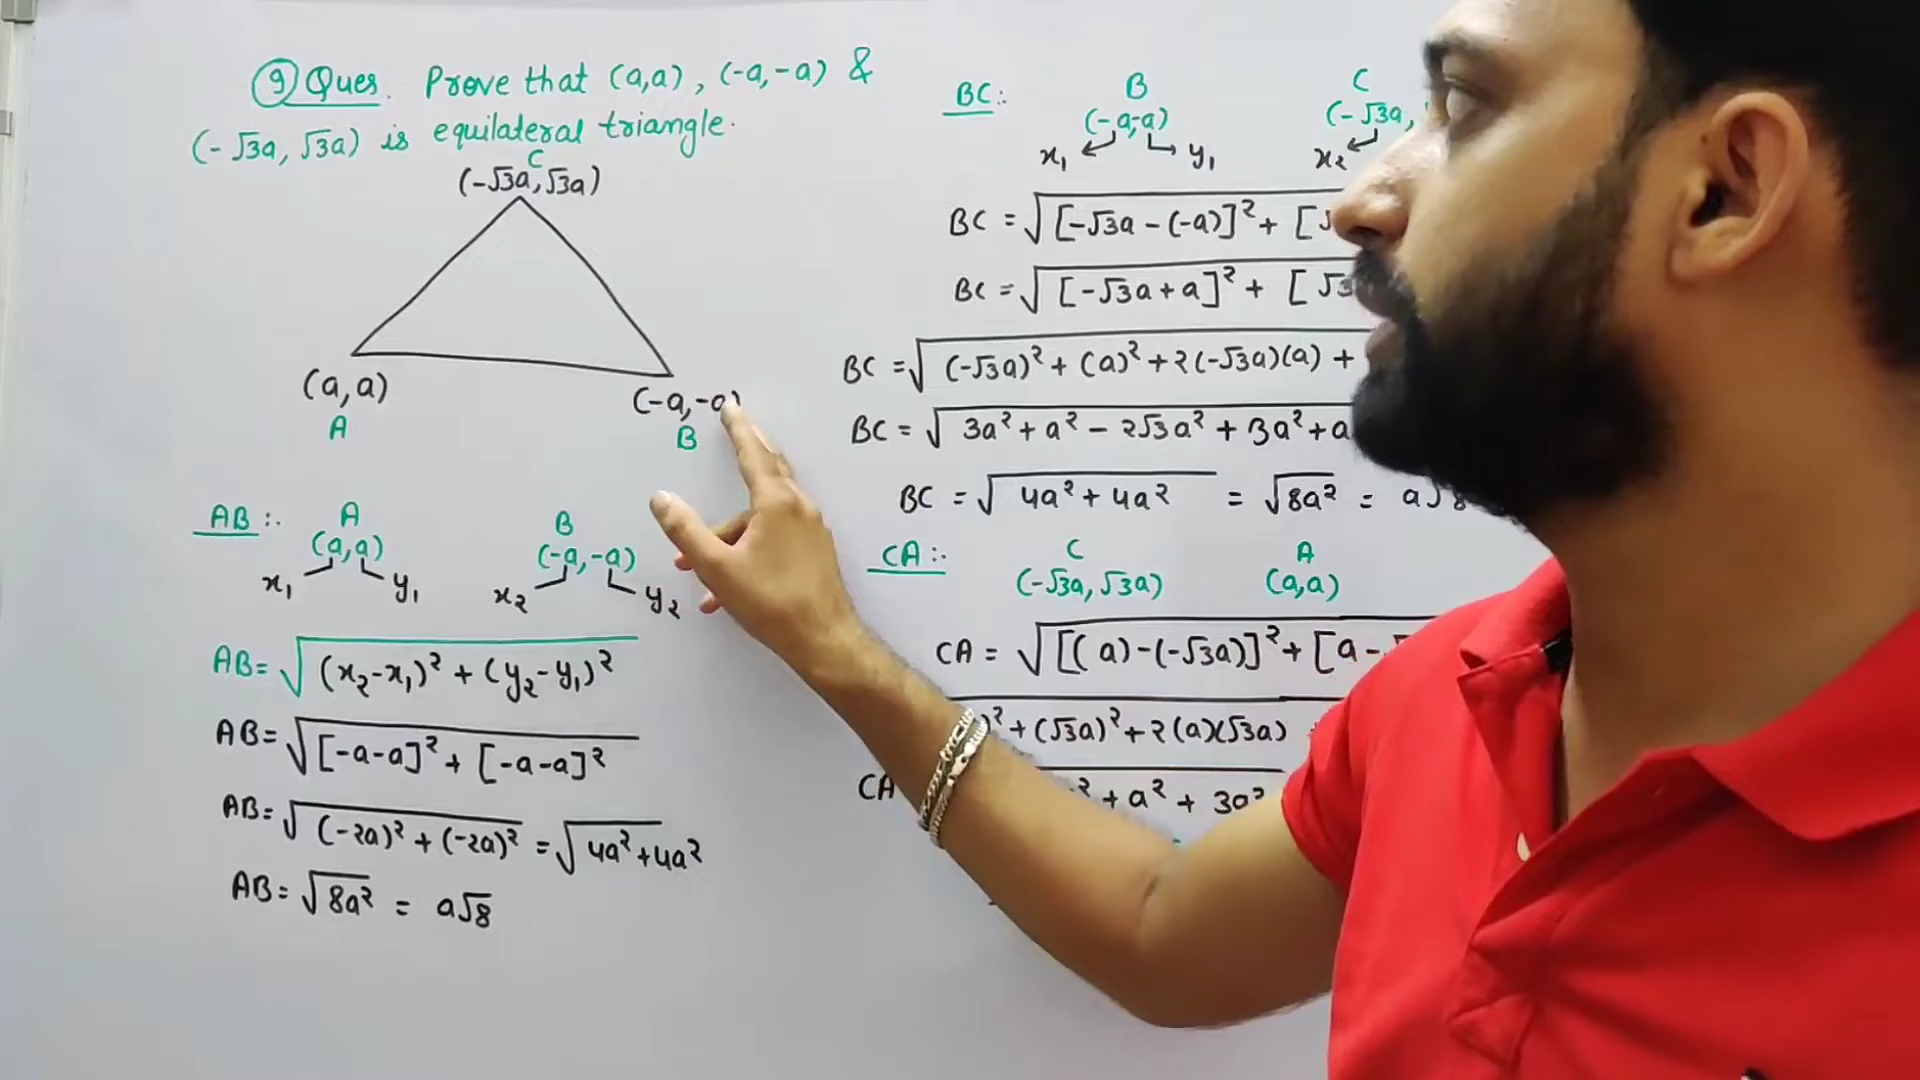 9 Ques. Prove that (a,a), (-a,-a) &
(-√3a, √3a) is equilateral triangle.
C
(-√3a,√3a)
(a,a)
A
(-a,-a)
B
AB:-
A
(a,a)
x₁
y₁
B
(-a,-a)
x₂
y₂
AB=√(x₂-x₁)²+(y₂-y₁)²
AB=√[-a-a]²+[-a-a]²
AB=√(-2a)²+(-2a)² = √4a²+4a²
AB=√8a² = a√8
BC:-
B
(-a,-a)
x₁
y₁
C
(-√3a,
x₂
BC=√[-√3a-(-a)]²+[
BC=√[-√3a+a]²+[
BC=√(-√3a)²+(a)²+2(-√3a)(a)+
BC=√3a²+a²-2√3a²+3a²+a
BC=√4a²+4a² = √8a² = a√8
CA:-
C
(-√3a,√3a)
A
(a,a)
CA=√[(a)-(-√3a)]²+[a-
²+(√3a)²+2(a)(√3a)
CA
²+a²+3a²